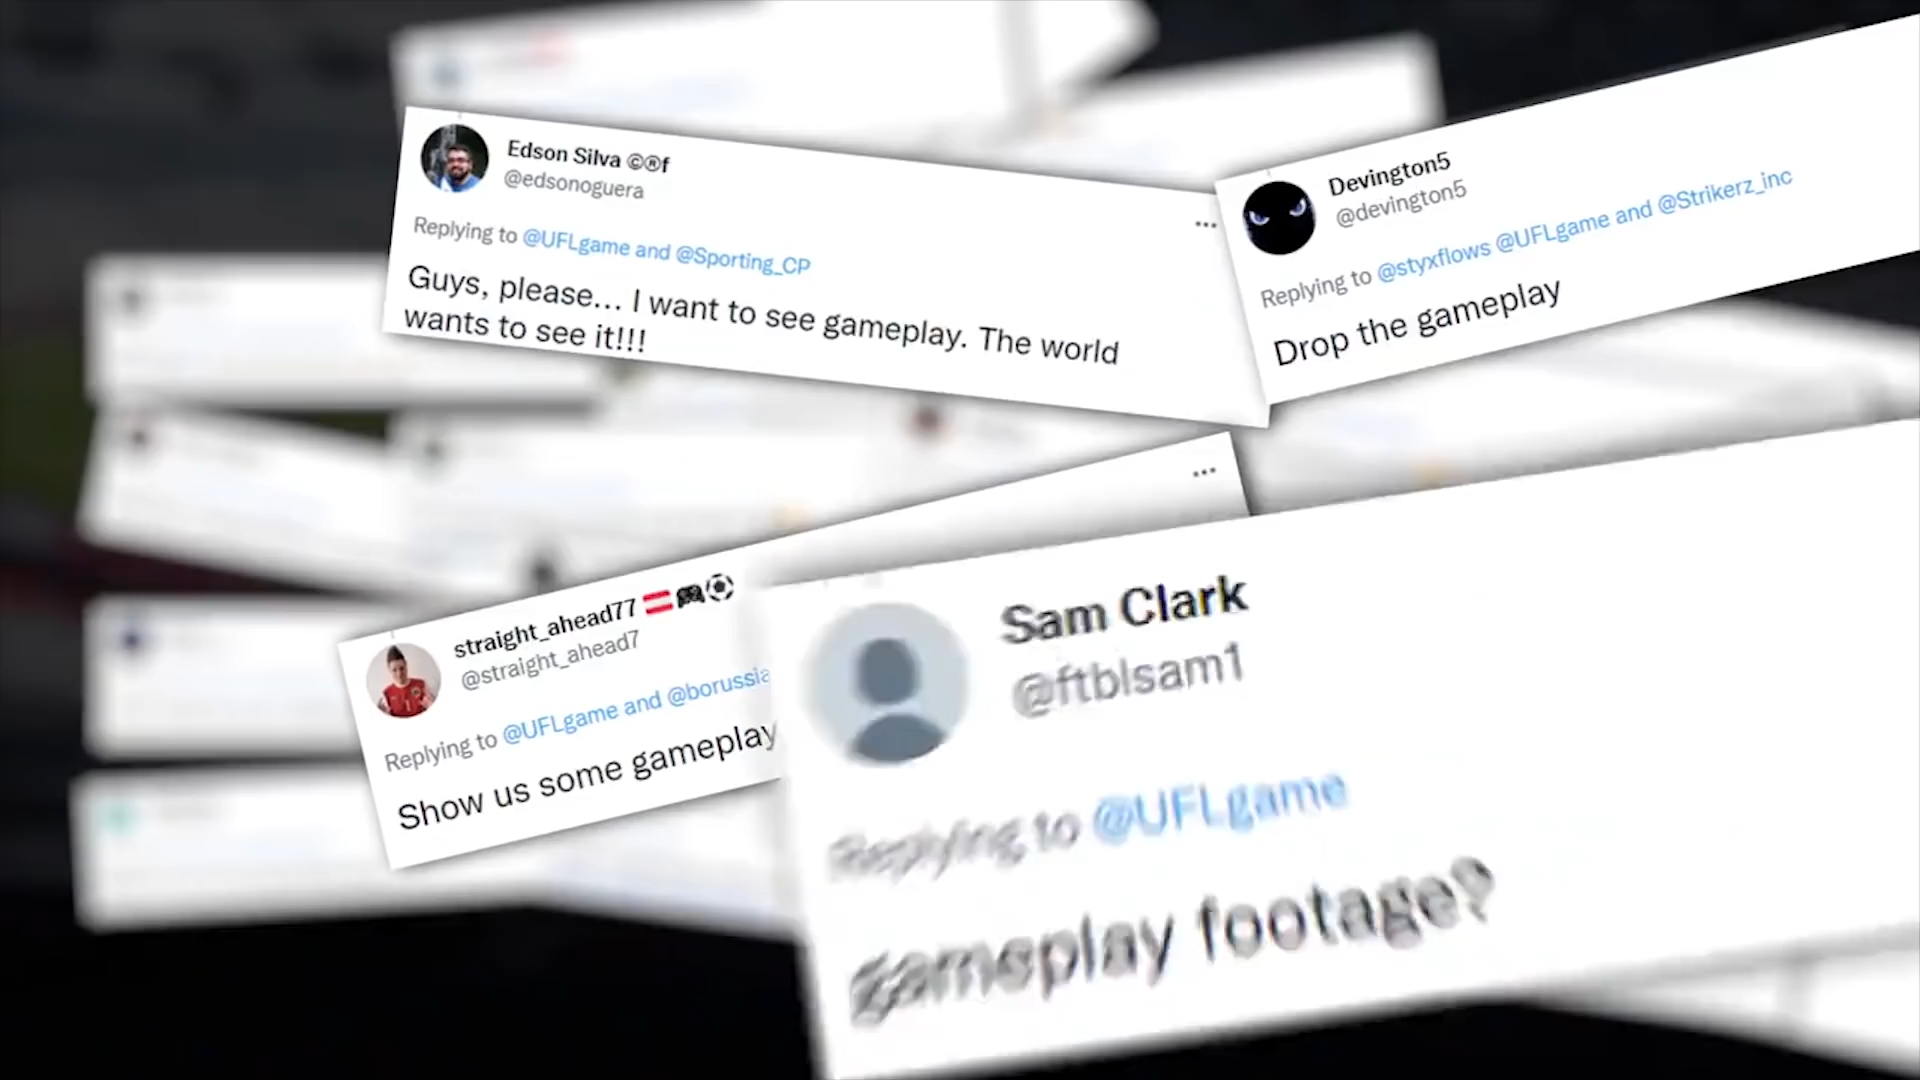 Edson Silva ©®f
@edsonoguera
Replying to @UFLgame and @Sporting_CP
Guys, please... I want to see gameplay. The world
wants to see it!!!
Devington5
@devington5
Replying to @styxflows @UFLgame and @Strikerz_inc
Drop the gameplay
straight_ahead77 🇦🇹🎮⚽
@straight_ahead7
Replying to @UFLgame and @borussia
Show us some gameplay
Sam Clark
@ftblsam1
Replying to @UFLgame
gameplay footage?